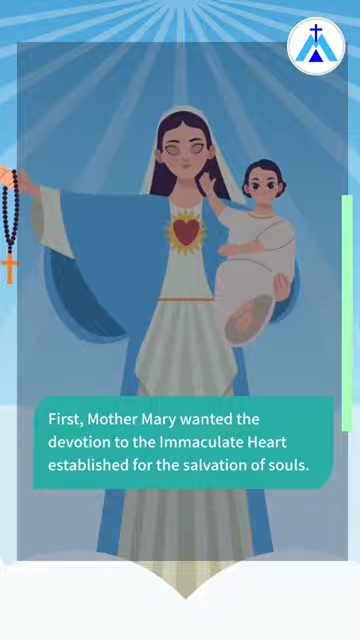 First, Mother Mary wanted the
devotion to the Immaculate Heart
established for the salvation of souls.